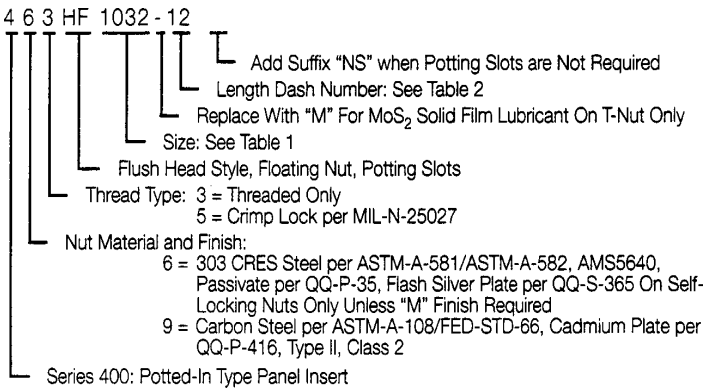 4 6 3 HF 1032 - 12
Add Suffix “NS” when Potting Slots are Not Required
Length Dash Number: See Table 2
Replace With “M” For MoS₂ Solid Film Lubricant On T-Nut Only
Size: See Table 1
Flush Head Style, Floating Nut, Potting Slots
Thread Type: 3 = Threaded Only
5 = Crimp Lock per MIL-N-25027
Nut Material and Finish:
6 = 303 CRES Steel per ASTM-A-581/ASTM-A-582, AMS5640,
Passivate per QQ-P-35, Flash Silver Plate per QQ-S-365 On Self-
Locking Nuts Only Unless “M” Finish Required
9 = Carbon Steel per ASTM-A-108/FED-STD-66, Cadmium Plate per
QQ-P-416, Type II, Class 2
Series 400: Potted-In Type Panel Insert